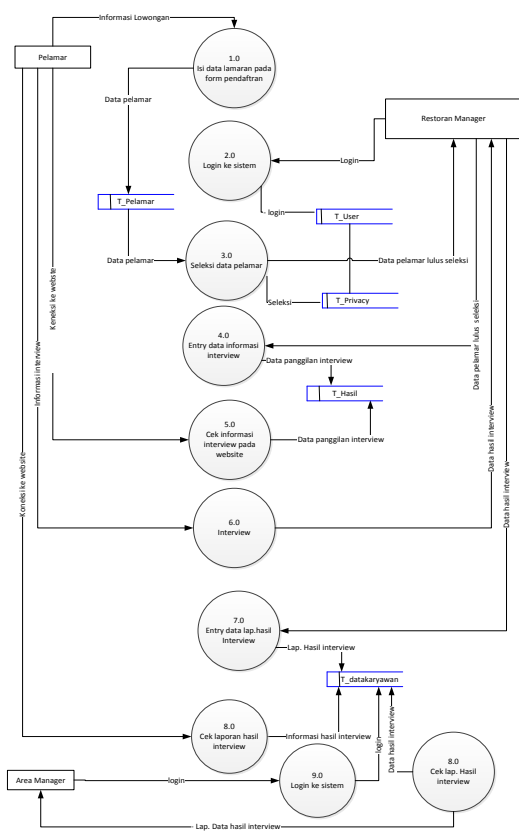 Informasi Lowongan
Pelamar
1.0
Isi data lamaran pada
form pendaftran
Data pelamar
Restoran Manager
2.0
Login ke sistem
Login
T_Pelamar
login
T_User
3.0
Seleksi data pelamar
Data pelamar
Data pelamar lulus seleksi
Seleksi
T_Privacy
Keneksi ke website
Informasi interview
Koneksi ke website
4.0
Entry data informasi
interview
Data panggilan interview
T_Hasil
Data pelamar lulus seleksi
5.0
Cek informasi
interview pada
website
Data panggilan interview
Data hasil interview
Data hasil interview
6.0
Interview
7.0
Entry data lap.hasil
Interview
Lap. Hasil interview
T_datakaryawan
8.0
Cek laporan hasil
interview
Informasi hasil interview
login
Data hasil interview
8.0
Cek lap. Hasil
interview
Area Manager
login
9.0
Login ke sistem
Lap. Data hasil interview